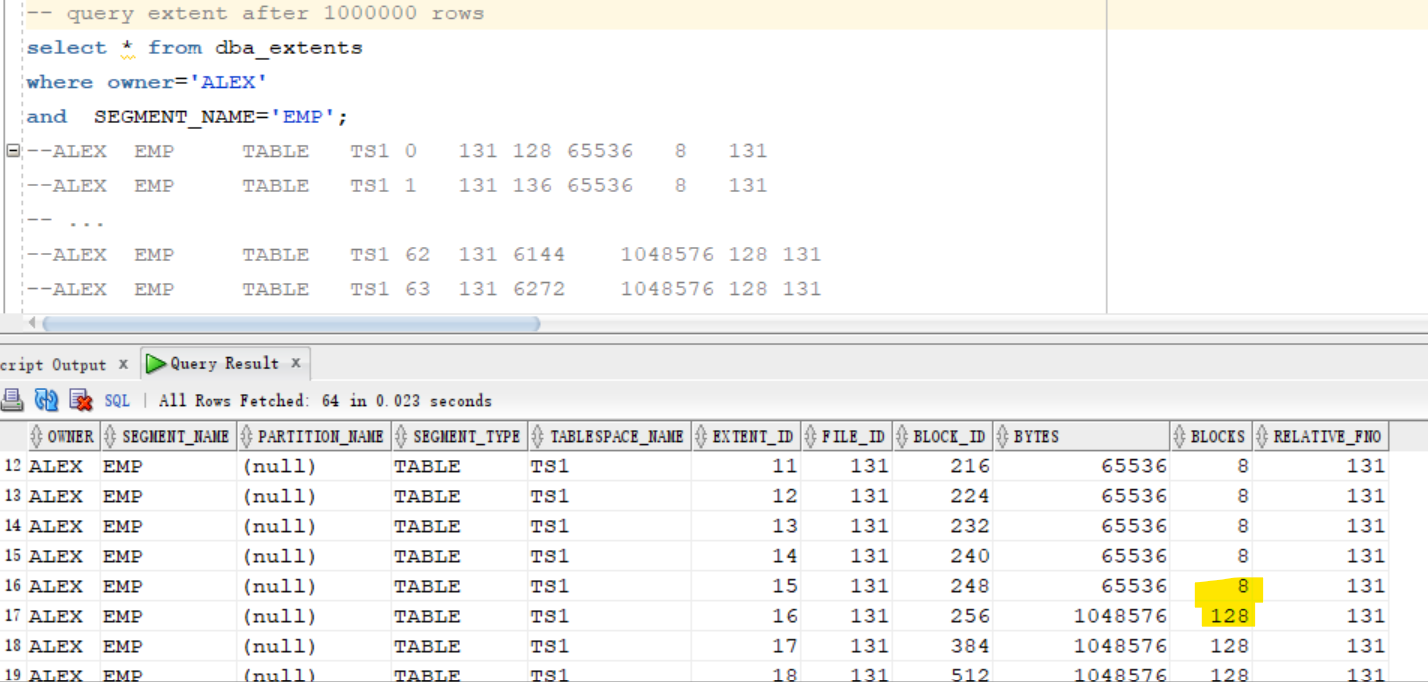 -- query extent after 1000000 rows
select * from dba_extents
where owner='ALEX'
and  SEGMENT_NAME='EMP';
--ALEX  EMP     TABLE   TS1 0   131 128 65536   8   131
--ALEX  EMP     TABLE   TS1 1   131 136 65536   8   131
-- ...
--ALEX  EMP     TABLE   TS1 62  131 6144    1048576 128 131
--ALEX  EMP     TABLE   TS1 63  131 6272    1048576 128 131
cript Output x Query Result x
SQL | All Rows Fetched: 64 in 0.023 seconds
OWNER SEGMENT_NAME PARTITION_NAME SEGMENT_TYPE TABLESPACE_NAME EXTENT_ID FILE_ID BLOCK_ID BYTES BLOCKS RELATIVE_FNO
12 ALEX EMP (null) TABLE TS1 11 131 216 65536 8 131
13 ALEX EMP (null) TABLE TS1 12 131 224 65536 8 131
14 ALEX EMP (null) TABLE TS1 13 131 232 65536 8 131
15 ALEX EMP (null) TABLE TS1 14 131 240 65536 8 131
16 ALEX EMP (null) TABLE TS1 15 131 248 65536 8 131
17 ALEX EMP (null) TABLE TS1 16 131 256 1048576 128 131
18 ALEX EMP (null) TABLE TS1 17 131 384 1048576 128 131
19 ALEX EMP (null) TABLE TS1 18 131 512 1048576 128 131